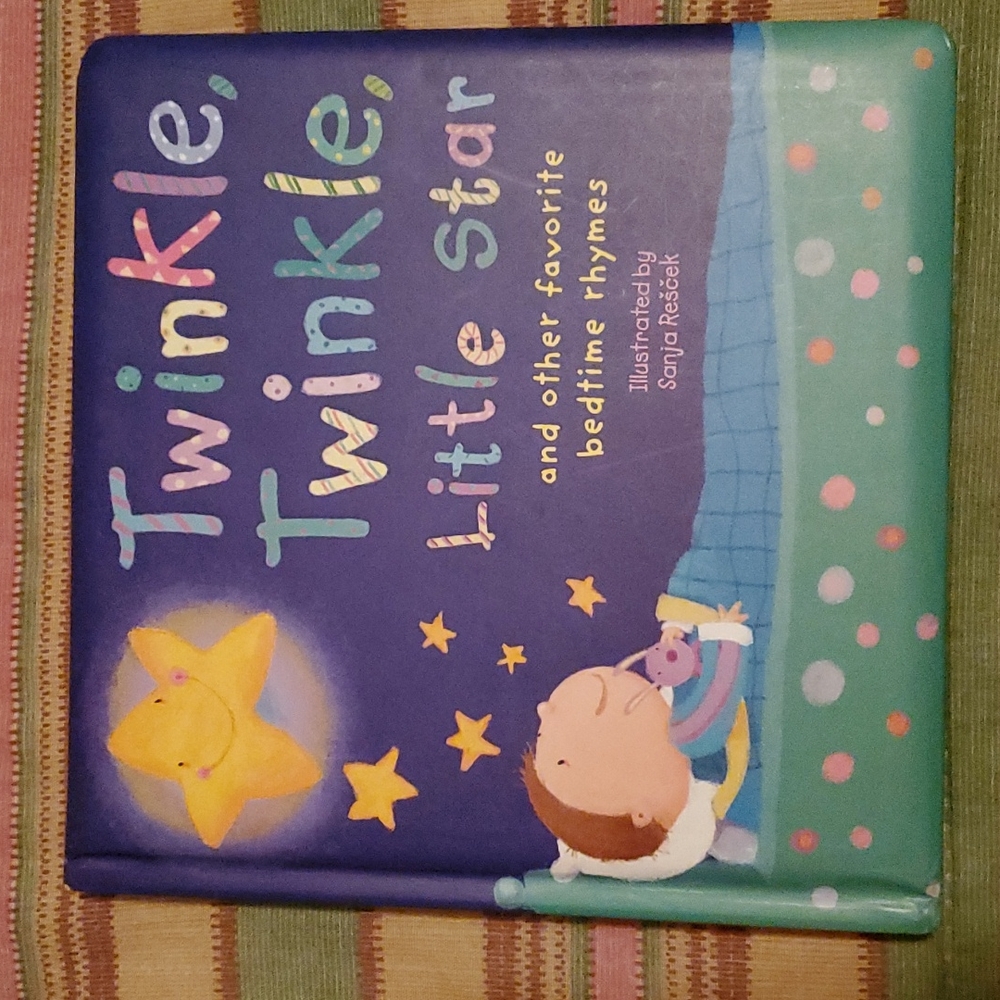 Twinkle,
Twinkle,
Little Star
and other favorite
bedtime rhymes
Illustrated by
Sanja Rešček